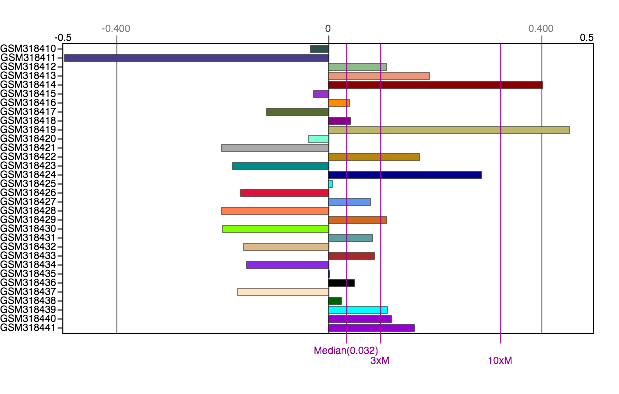 -0.400 0 0.400
-0.5 0 0.5
GSM318410
GSM318411
GSM318412
GSM318413
GSM318414
GSM318415
GSM318416
GSM318417
GSM318418
GSM318419
GSM318420
GSM318421
GSM318422
GSM318423
GSM318424
GSM318425
GSM318426
GSM318427
GSM318428
GSM318429
GSM318430
GSM318431
GSM318432
GSM318433
GSM318434
GSM318435
GSM318436
GSM318437
GSM318438
GSM318439
GSM318440
GSM318441
Median(0.032)
3xM 10xM